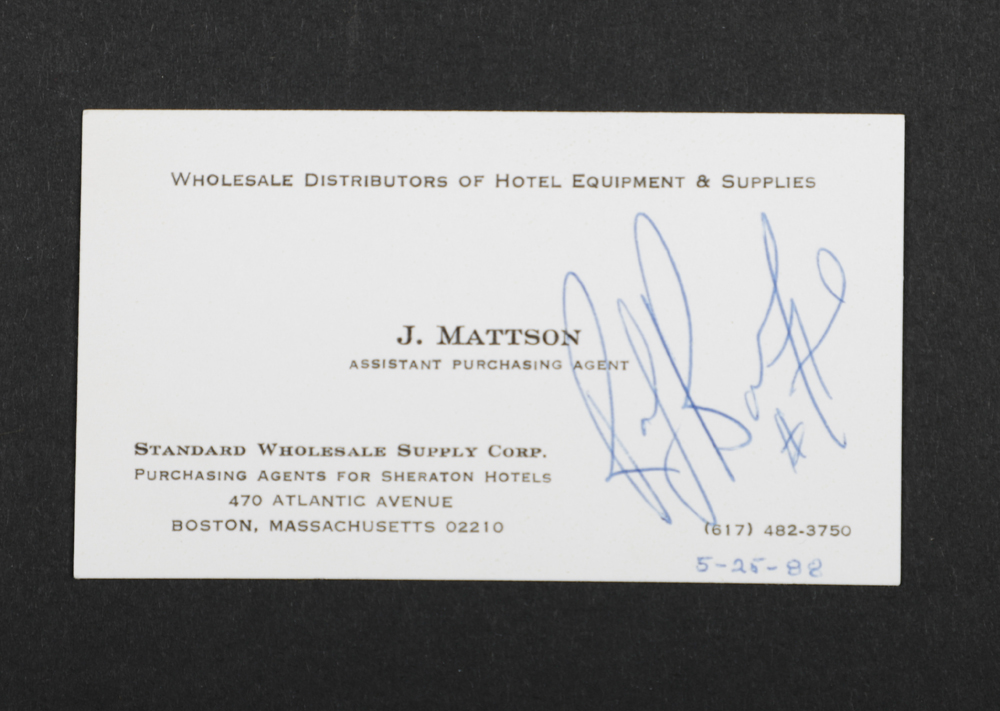 WHOLESALE DISTRIBUTORS OF HOTEL EQUIPMENT & SUPPLIES
J. MATTSON
ASSISTANT PURCHASING AGENT
STANDARD WHOLESALE SUPPLY CORP.
PURCHASING AGENTS FOR SHERATON HOTELS
470 ATLANTIC AVENUE
BOSTON, MASSACHUSETTS 02210
(617) 482-3750
5-25-88